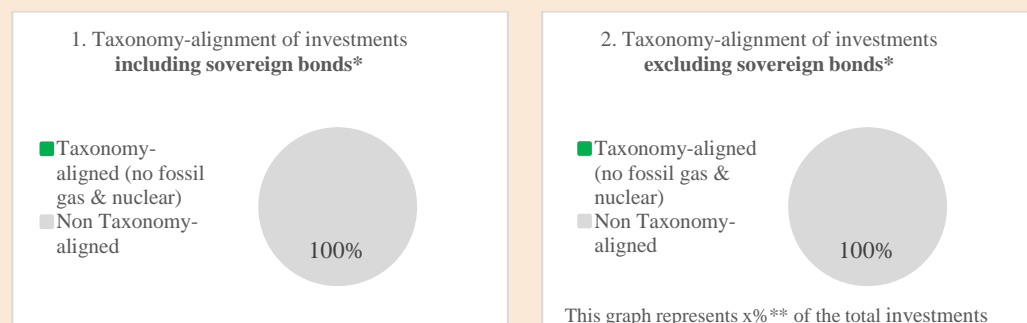 1. Taxonomy-alignment of investments
including sovereign bonds*
Taxonomy-
aligned (no fossil
gas & nuclear)
Non Taxonomy-
aligned
100%
2. Taxonomy-alignment of investments
excluding sovereign bonds*
Taxonomy-aligned
(no fossil gas &
nuclear)
Non Taxonomy-
aligned
100%
This graph represents x%** of the total investments